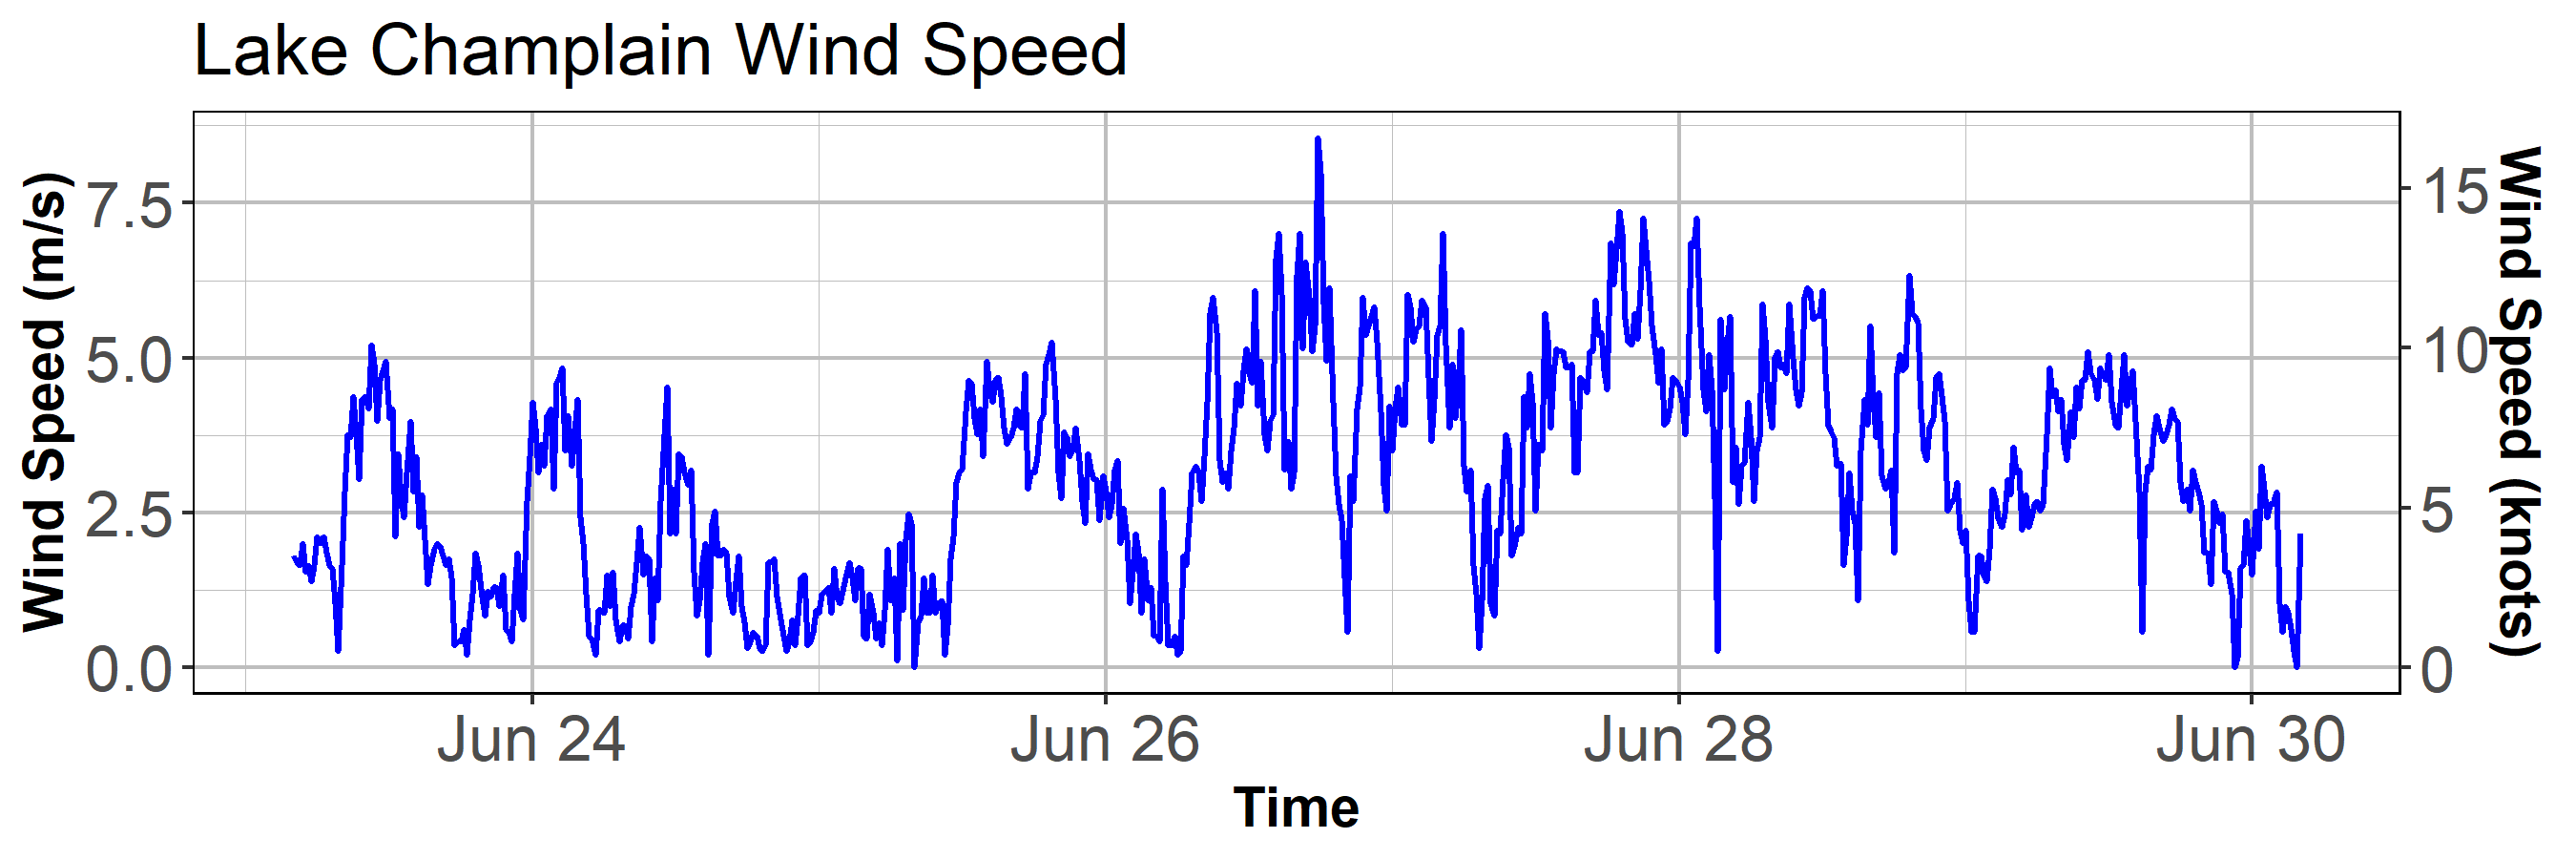 Lake Champlain Wind Speed
Wind Speed (m/s)
7.5
5.0
2.5
0.0
15
10
5
0
Wind Speed (knots)
Jun 24
Jun 26
Jun 28
Jun 30
Time